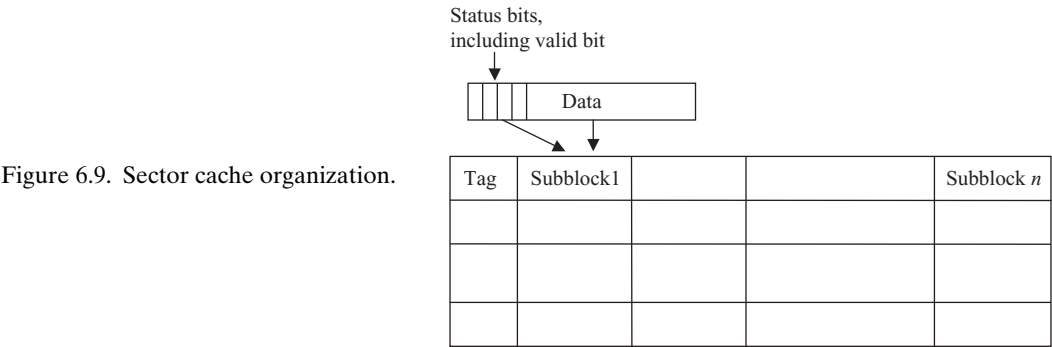 Status bits,
including valid bit
Data
Figure 6.9. Sector cache organization.
Tag
Subblock1
Subblock n